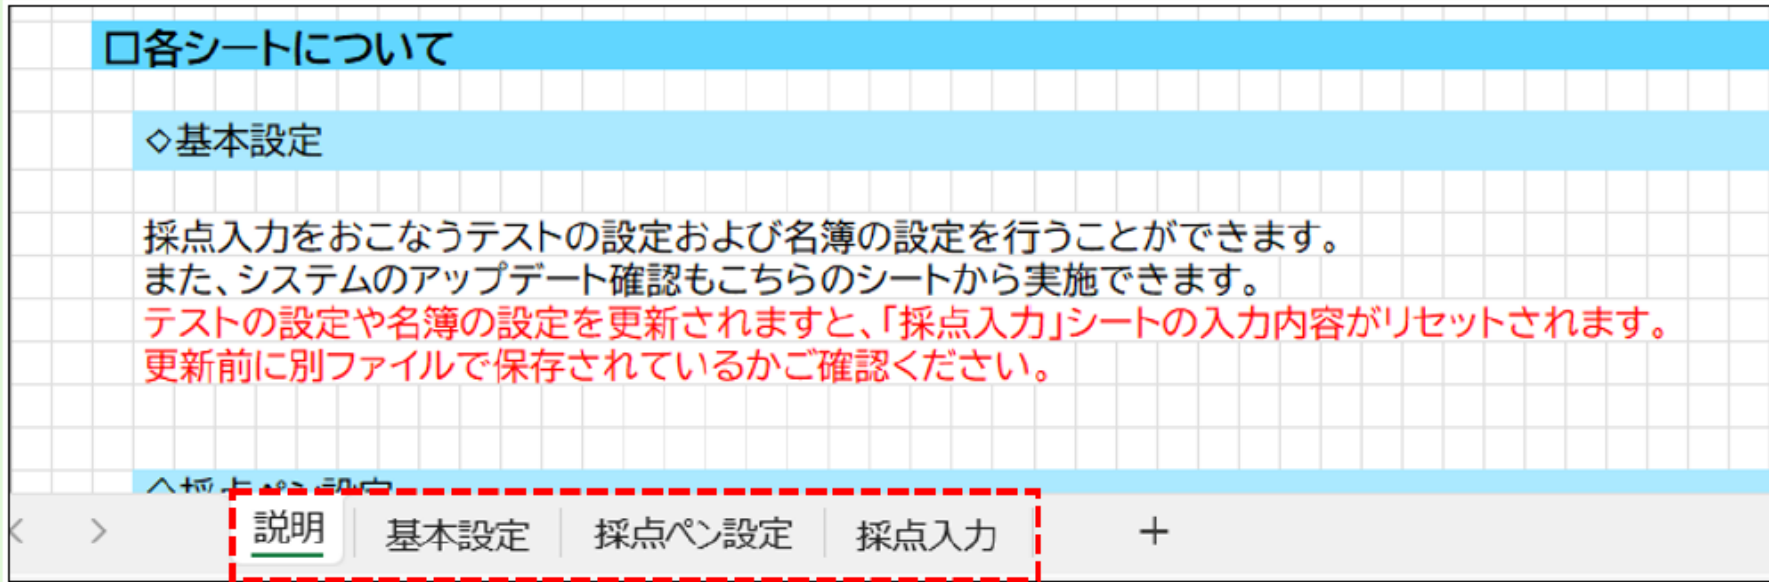 □各シートについて
◇基本設定
採点入力をおこなうテストの設定および名簿の設定を行うことができます。
また、システムのアップデート確認もこちらのシートから実施できます。
テストの設定や名簿の設定を更新されますと、「採点入力」シートの入力内容がリセットされます。
更新前に別ファイルで保存されているかご確認ください。
◇採点ペン設定
説明 基本設定 採点ペン設定 採点入力 +